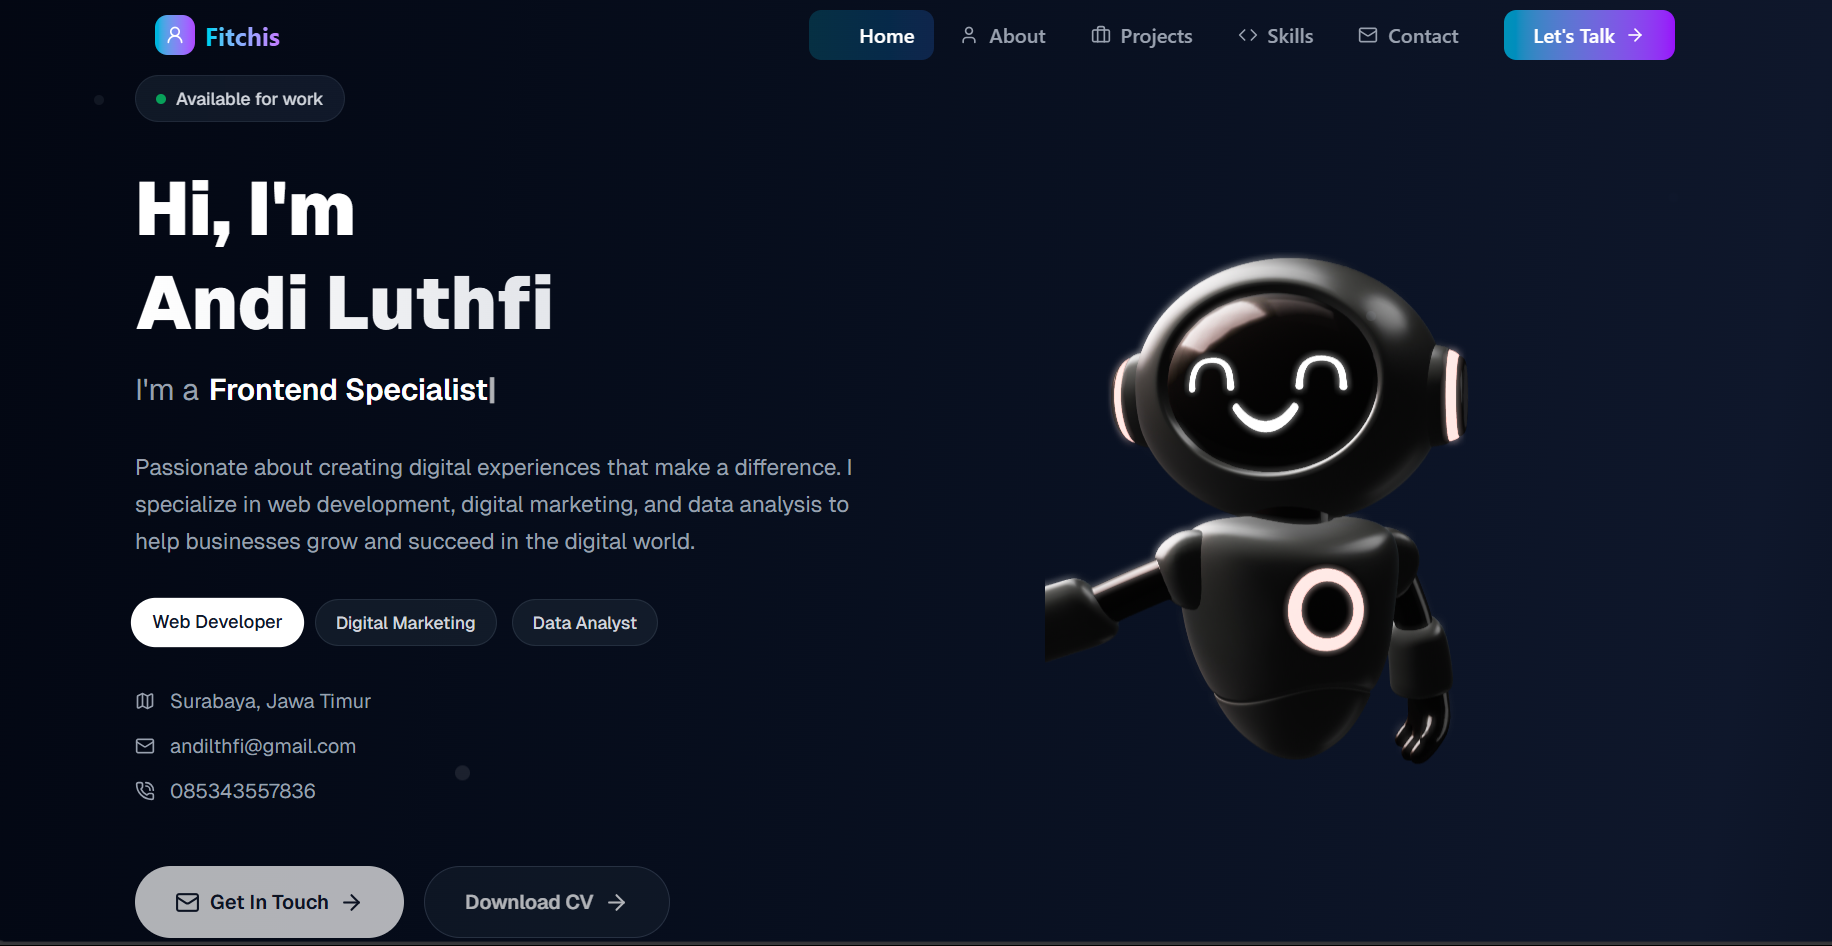 Fitchis
Home
About
Projects
Skills
Contact
Let's Talk
Available for work
Hi, I'm
Andi Luthfi
I'm a Frontend Specialist|
Passionate about creating digital experiences that make a difference. I
specialize in web development, digital marketing, and data analysis to
help businesses grow and succeed in the digital world.
Web Developer
Digital Marketing
Data Analyst
Surabaya, Jawa Timur
andilthfi@gmail.com
085343557836
Get In Touch
Download CV